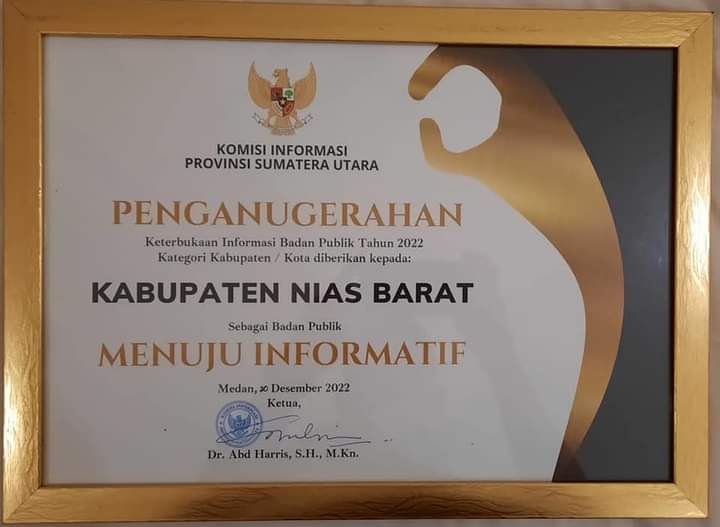 KOMISI INFORMASI
PROVINSI SUMATERA UTARA
PENGANUGERAHAN
Keterbukaan Informasi Badan Publik Tahun 2022
Kategori Kabupaten / Kota diberikan kepada:
KABUPATEN NIAS BARAT
Sebagai Badan Publik
MENUJU INFORMATIF
Medan, 20 Desember 2022
Ketua,
Dr. Abd Harris, S.H., M.Kn.